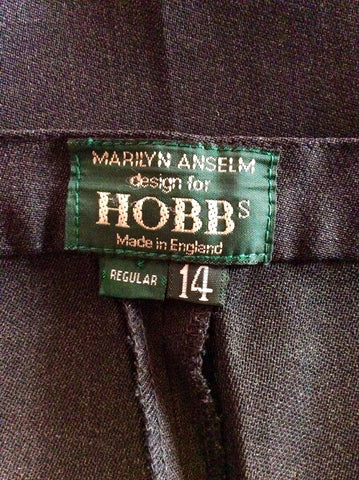 MARILYN ANSELM
design for
HOBBS
Made in England
REGULAR 14